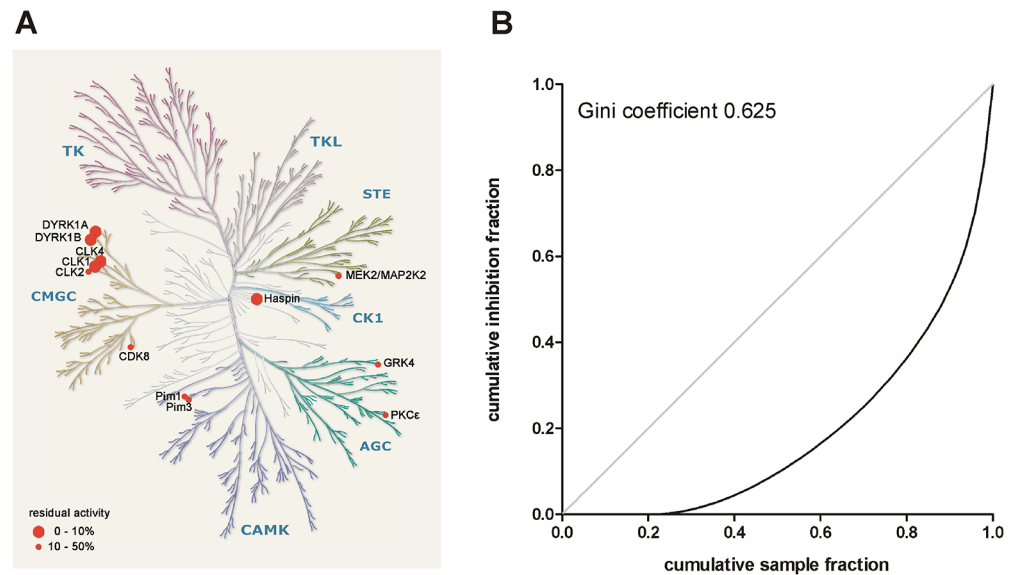 A
TK
TKL
STE
DYRK1A
DYRK1B
CLK4
CLK1
CLK2
MEK2/MAP2K2
CMGC
Haspin
CK1
CDK8
GRK4
Pim1
Pim3
PKCε
AGC
CAMK
residual activity
0 - 10%
10 - 50%
B
Gini coefficient 0.625
cumulative inhibition fraction
1.0
0.8
0.6
0.4
0.2
0.0
0.0 0.2 0.4 0.6 0.8 1.0
cumulative sample fraction